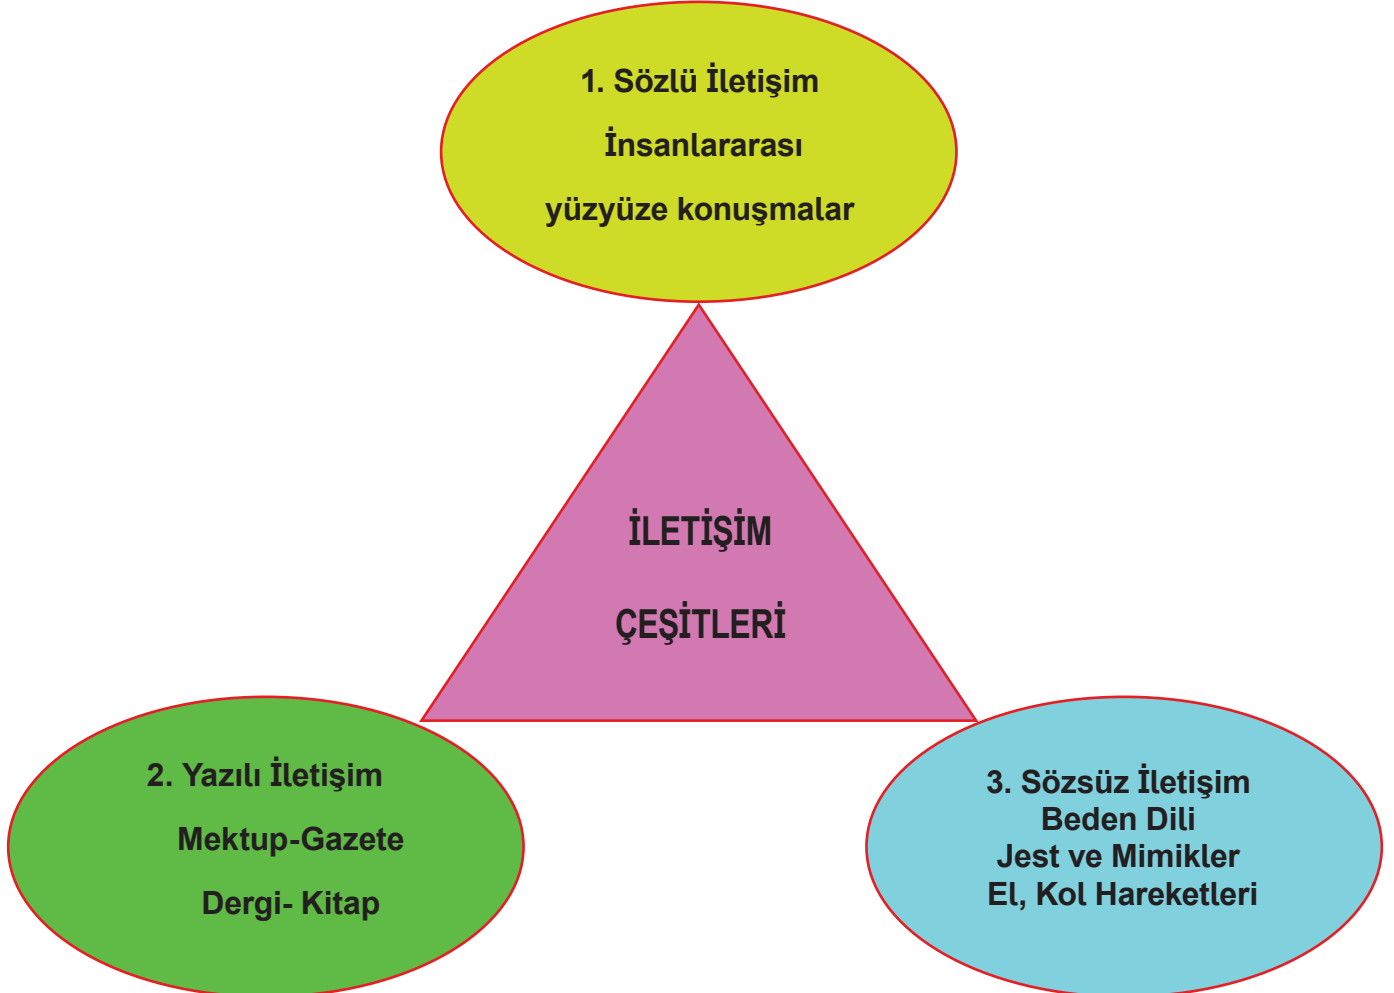 1. Sözlü İletişim
İnsanlararası
yüzyüze konuşmalar
İLETİŞİM
ÇEŞİTLERİ
2. Yazılı İletişim
Mektup-Gazete
Dergi- Kitap
3. Sözsüz İletişim
Beden Dili
Jest ve Mimikler
El, Kol Hareketleri